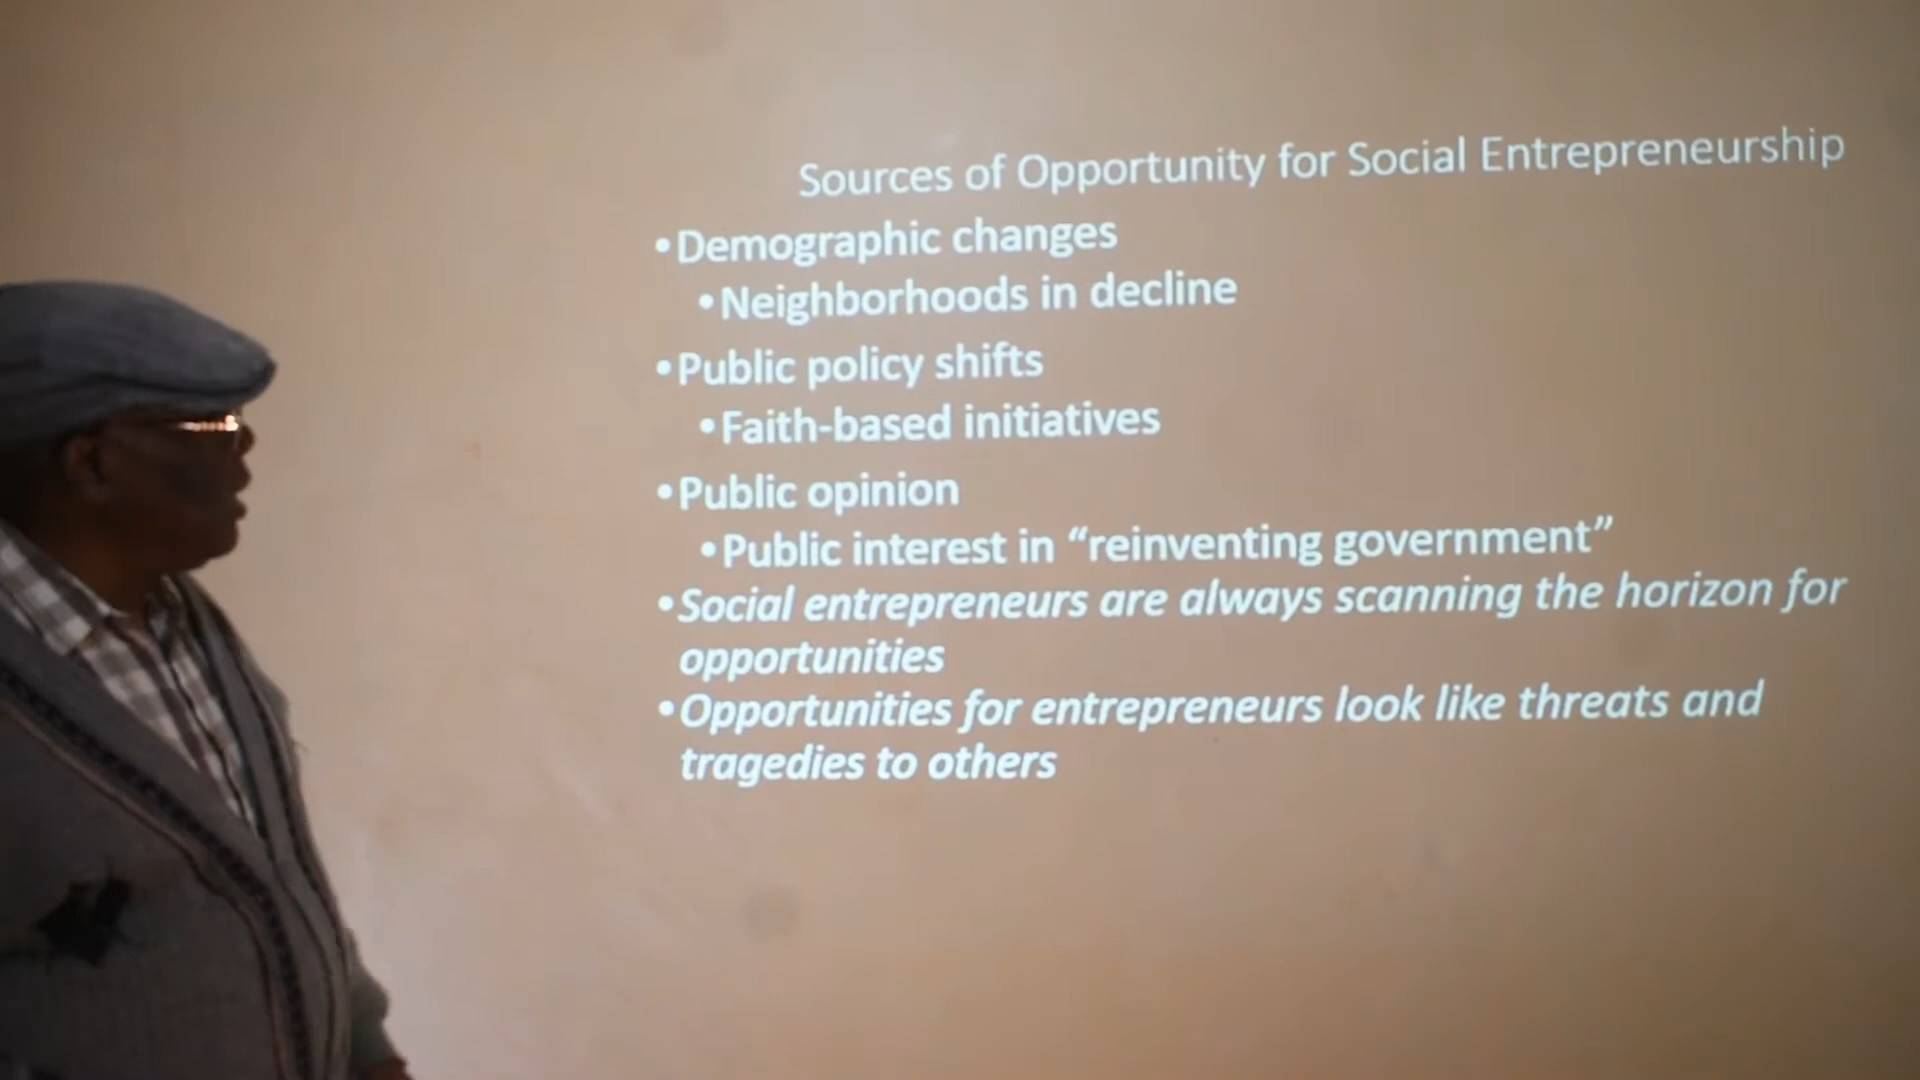 Sources of Opportunity for Social Entrepreneurship
•Demographic changes
•Neighborhoods in decline
•Public policy shifts
•Faith-based initiatives
•Public opinion
•Public interest in “reinventing government”
•Social entrepreneurs are always scanning the horizon for
opportunities
•Opportunities for entrepreneurs look like threats and
tragedies to others